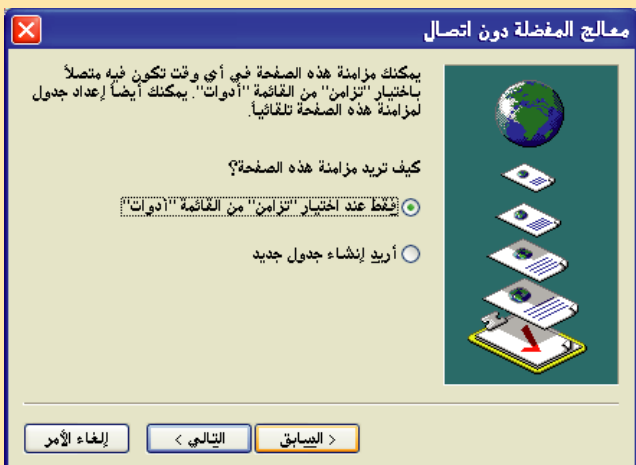 معالج المفضلة دون اتصال
يمكنك مزامنة هذه الصفحة في أي وقت تكون فيه متصلاً
باختيار "تزامن" من القائمة "أدوات". يمكنك أيضاً إعداد جدول
لمزامنة هذه الصفحة تلقائياً.
كيف تريد مزامنة هذه الصفحة؟
فقط عند اختيار "تزامن" من القائمة "أدوات"
أريد إنشاء جدول جديد
< السابق
التالي >
إلغاء الأمر